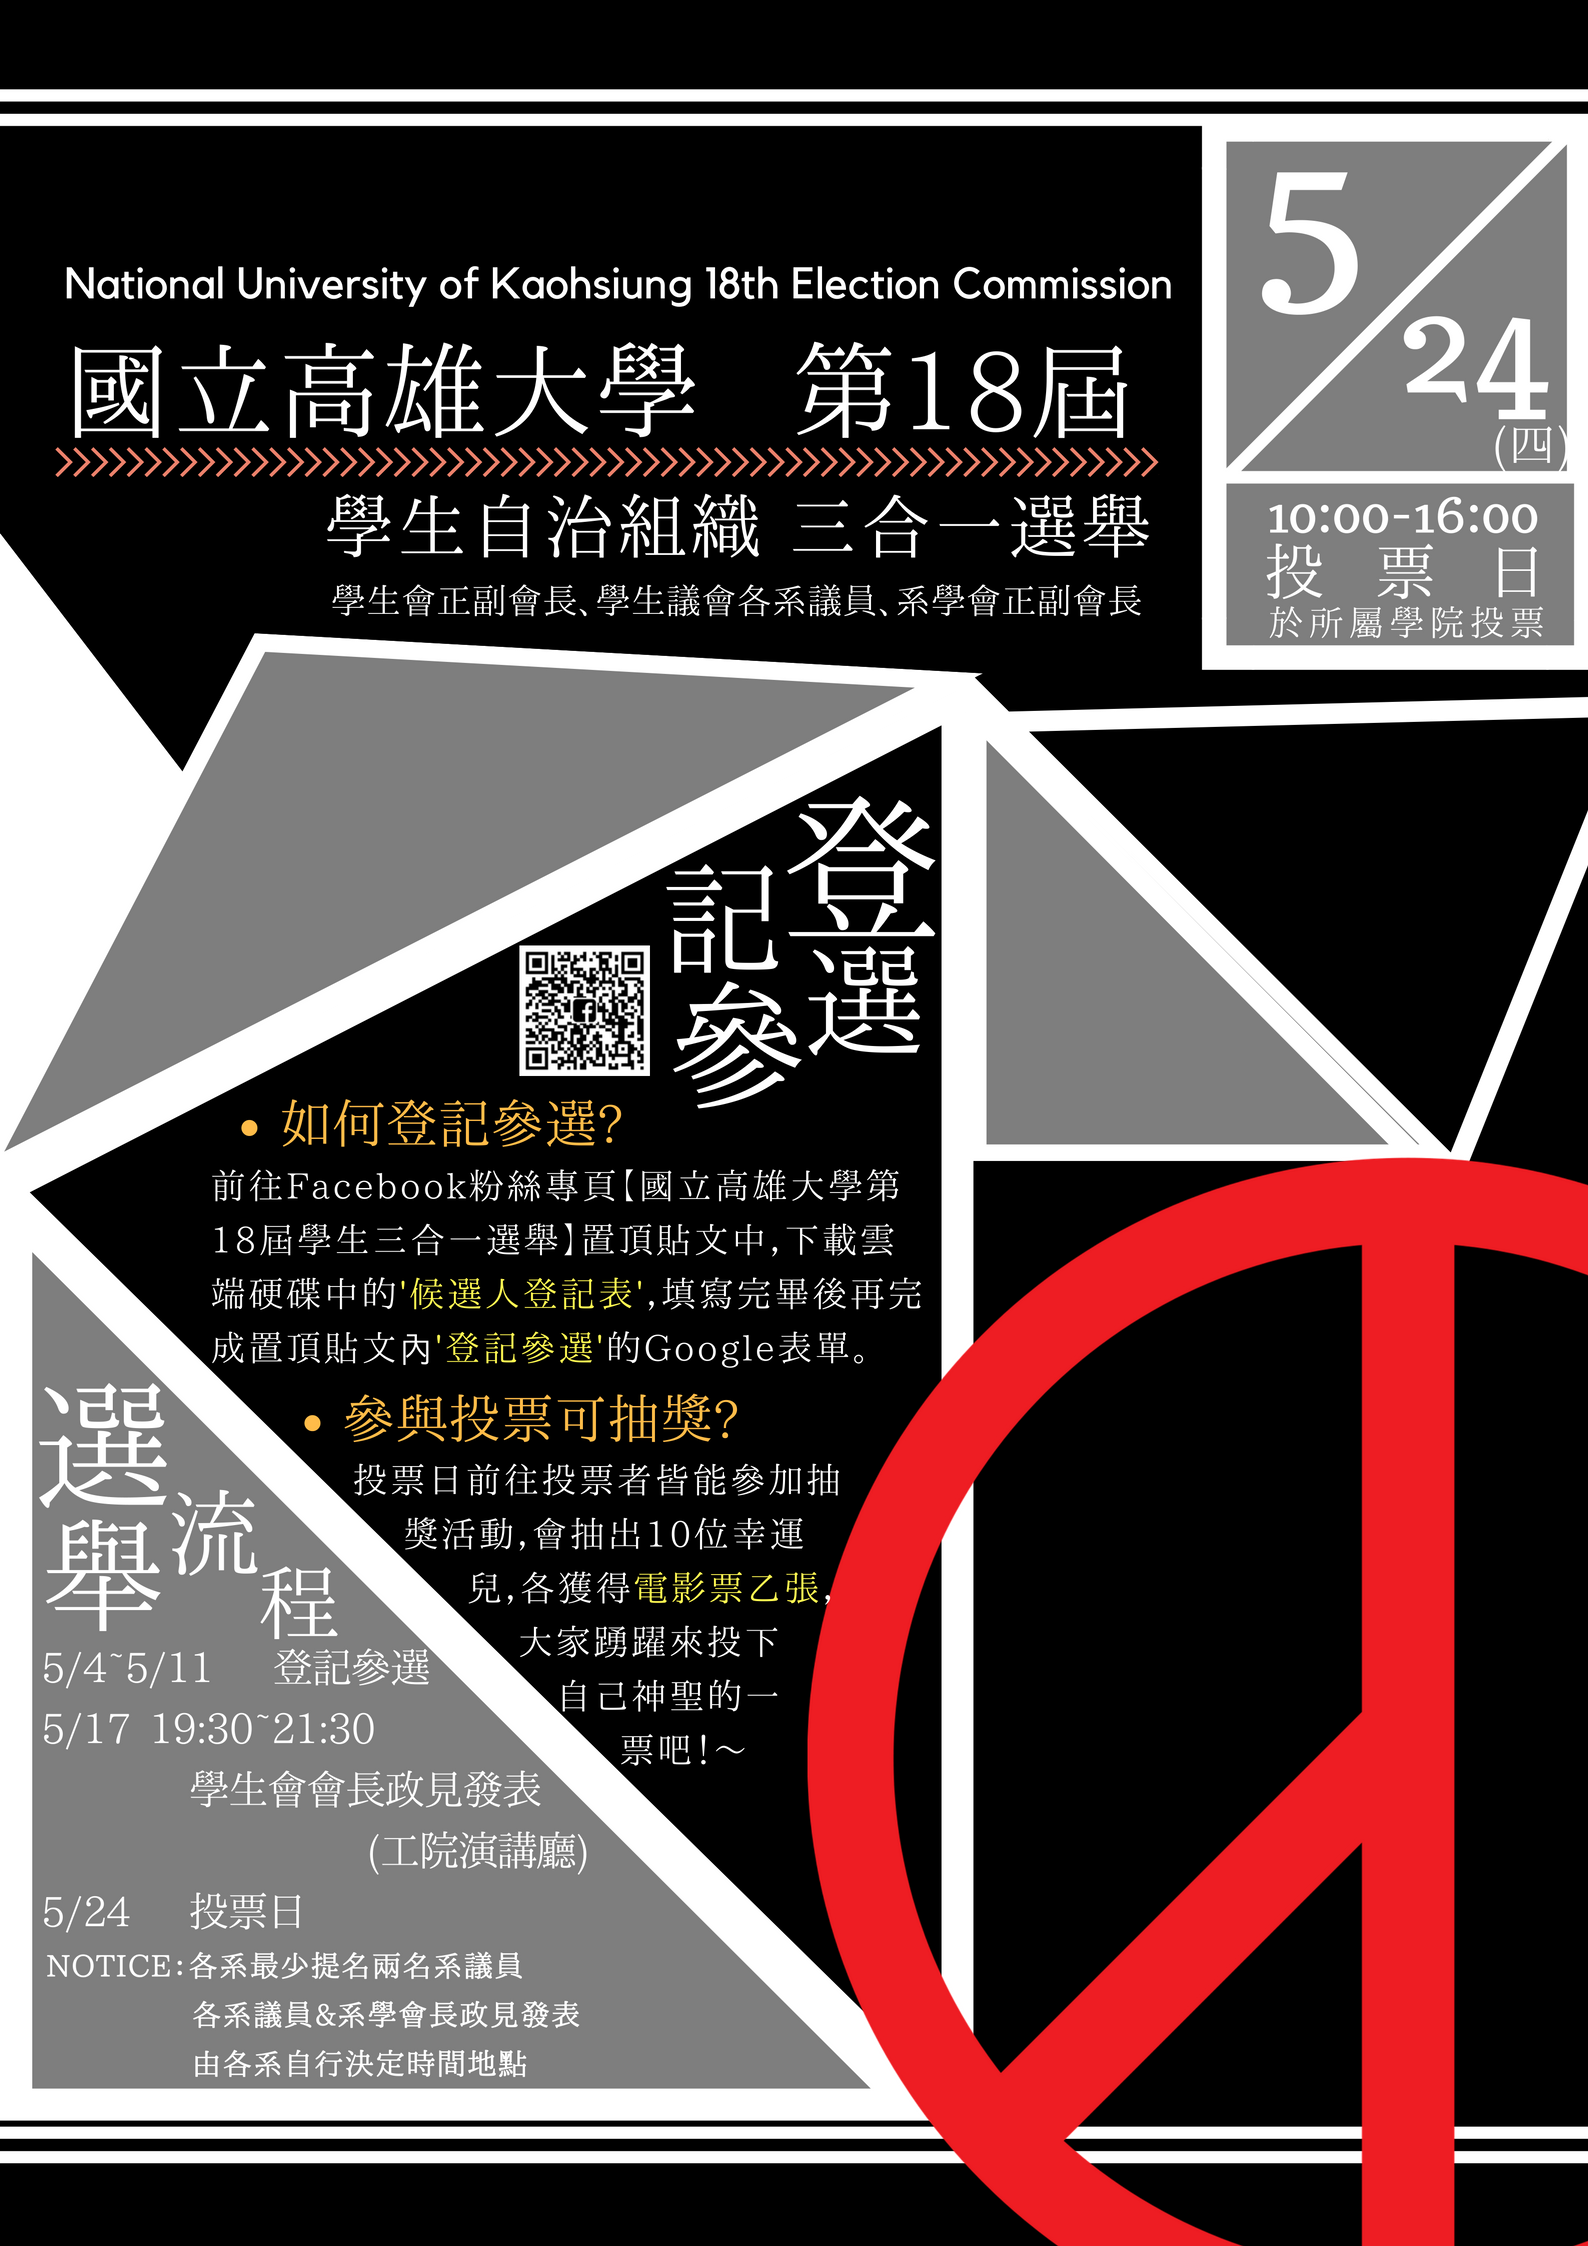 National University of Kaohsiung 18th Election Commission
國立高雄大學　第18屆
學生自治組織 三合一選舉
學生會正副會長、學生議會各系議員、系學會正副會長
5
24
(四)
10:00-16:00
投 票 日
於所屬學院投票
登記
參選
如何登記參選?
前往Facebook粉絲專頁【國立高雄大學第
18屆學生三合一選舉】置頂貼文中,下載雲
端硬碟中的'候選人登記表',填寫完畢後再完
成置頂貼文內'登記參選'的Google表單。
參與投票可抽獎?
投票日前往投票者皆能參加抽
獎活動,會抽出10位幸運
兒,各獲得電影票乙張,
大家踴躍來投下
自己神聖的一
票吧!～
選舉流程
5/4~5/11 登記參選
5/17 19:30~21:30
學生會會長政見發表
(工院演講廳)
5/24 投票日
NOTICE:各系最少提名兩名系議員
各系議員&系學會長政見發表
由各系自行決定時間地點